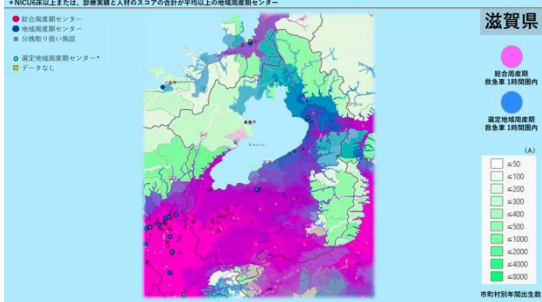 *NICU6床以上または、診療実績と人材のスコアの合計が平均以上の地域周産期センター
総合周産期センター
地域周産期センター
分娩取り扱い施設
選定地域周産期センター*
データなし
滋賀県
総合周産期
救急車 1時間圏内
選定地域周産期
救急車 1時間圏内
(人)
≤50
≤100
≤200
≤300
≤400
≤500
≤1000
≤2000
≤4000
≤8000
市町村別年間出生数